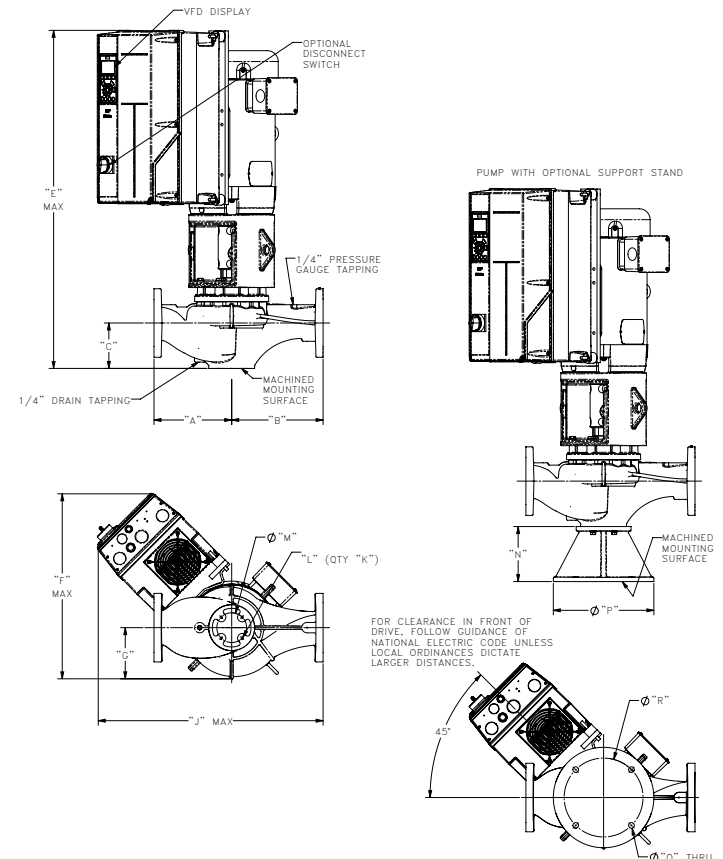 VFD DISPLAY
OPTIONAL
DISCONNECT
SWITCH
"E"
MAX
1/4" PRESSURE
GAUGE TAPPING
"C"
MACHINED
MOUNTING
SURFACE
1/4" DRAIN TAPPING
"A"
"B"
PUMP WITH OPTIONAL SUPPORT STAND
"N"
MACHINED
MOUNTING
SURFACE
Ø "P"
Ø "M"
"L" (QTY "K")
"F"
MAX
"G"
"J" MAX
FOR CLEARANCE IN FRONT OF
DRIVE, FOLLOW GUIDANCE OF
NATIONAL ELECTRIC CODE UNLESS
LOCAL ORDINANCES DICTATE
LARGER DISTANCES.
45°
Ø "R"